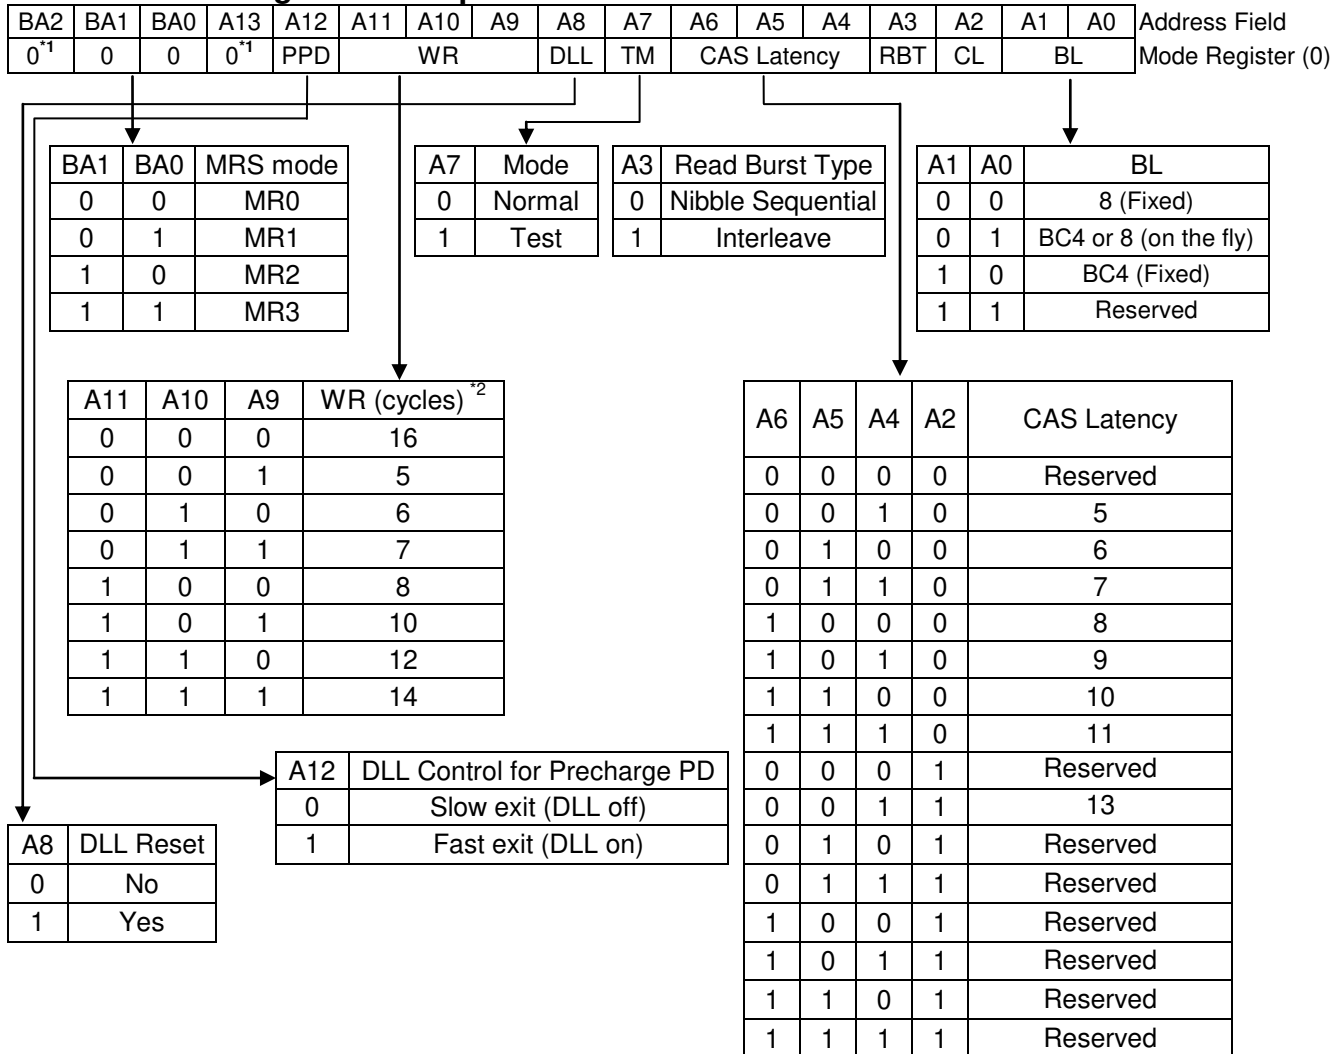 BA2 BA1 BA0 A13 A12 A11 A10 A9 A8 A7 A6 A5 A4 A3 A2 A1 A0 Address Field
0*1 0 0 0*1 PPD WR DLL TM CAS Latency RBT CL BL Mode Register (0)
BA1 BA0 MRS mode
0 0 MR0
0 1 MR1
1 0 MR2
1 1 MR3
A7 Mode
0 Normal
1 Test
A3 Read Burst Type
0 Nibble Sequential
1 Interleave
A1 A0 BL
0 0 8 (Fixed)
0 1 BC4 or 8 (on the fly)
1 0 BC4 (Fixed)
1 1 Reserved
A11 A10 A9 WR (cycles) *2
0 0 0 16
0 0 1 5
0 1 0 6
0 1 1 7
1 0 0 8
1 0 1 10
1 1 0 12
1 1 1 14
A6 A5 A4 A2 CAS Latency
0 0 0 0 Reserved
0 0 1 0 5
0 1 0 0 6
0 1 1 0 7
1 0 0 0 8
1 0 1 0 9
1 1 0 0 10
1 1 1 0 11
0 0 0 1 Reserved
0 0 1 1 13
0 1 0 1 Reserved
0 1 1 1 Reserved
1 0 0 1 Reserved
1 0 1 1 Reserved
1 1 0 1 Reserved
1 1 1 1 Reserved
A12 DLL Control for Precharge PD
0 Slow exit (DLL off)
1 Fast exit (DLL on)
A8 DLL Reset
0 No
1 Yes